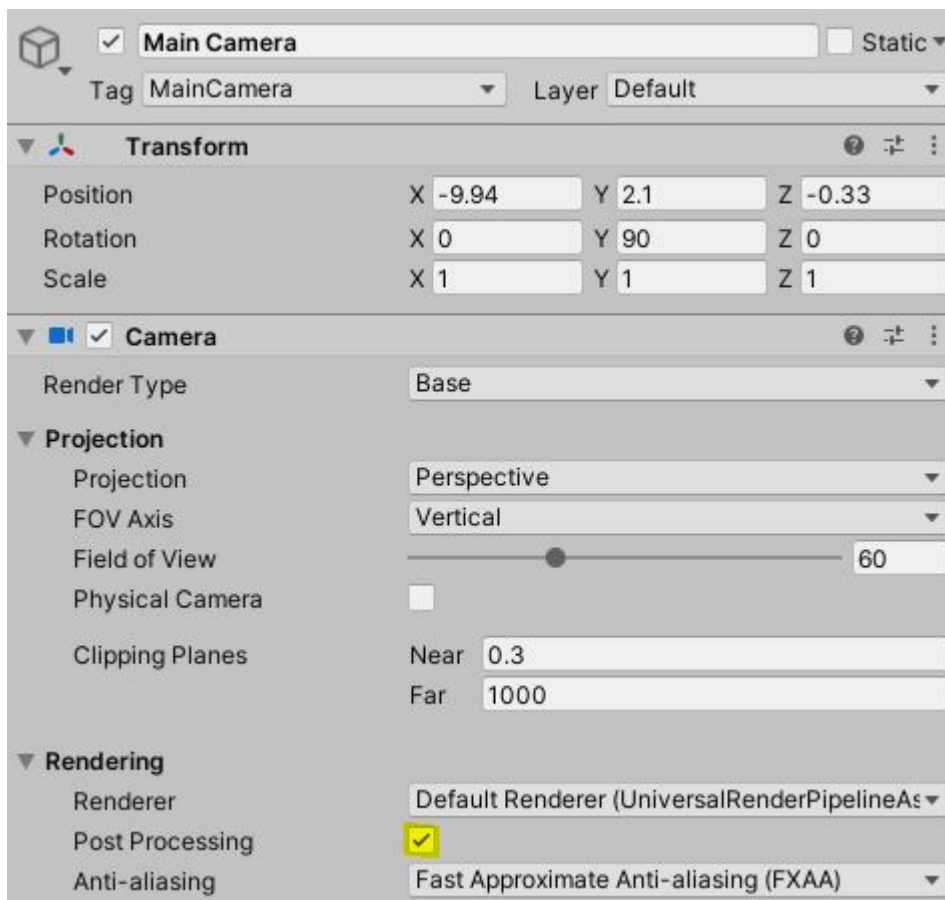 Main Camera Static
Tag MainCamera Layer Default
Transform
Position X -9.94 Y 2.1 Z -0.33
Rotation X 0 Y 90 Z 0
Scale X 1 Y 1 Z 1
Camera
Render Type Base
Projection
Projection Perspective
FOV Axis Vertical
Field of View 60
Physical Camera
Clipping Planes Near 0.3
Far 1000
Rendering
Renderer Default Renderer (UniversalRenderPipelineAs
Post Processing
Anti-aliasing Fast Approximate Anti-aliasing (FXAA)